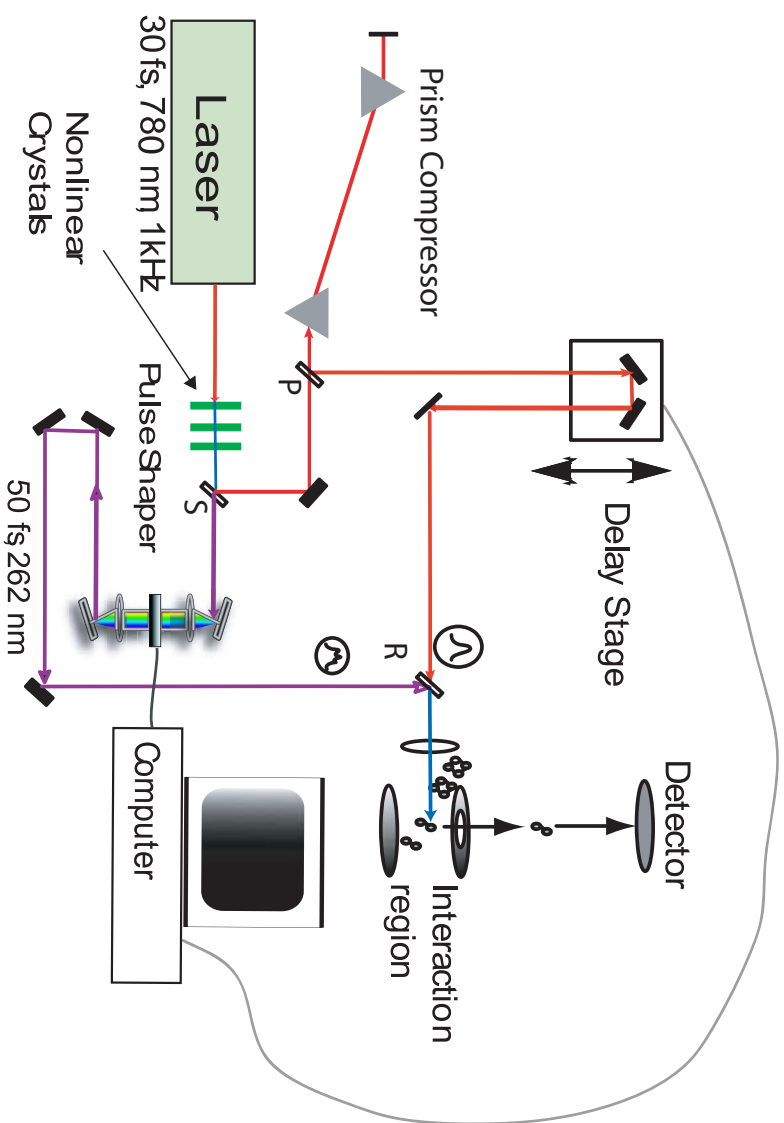 Laser
30 fs, 780 nm, 1kHz
Nonlinear
Crystals
Prism Compressor
P
S
Pulse Shaper
50 fs,262 nm
Delay Stage
R
Computer
Interaction
region
Detector